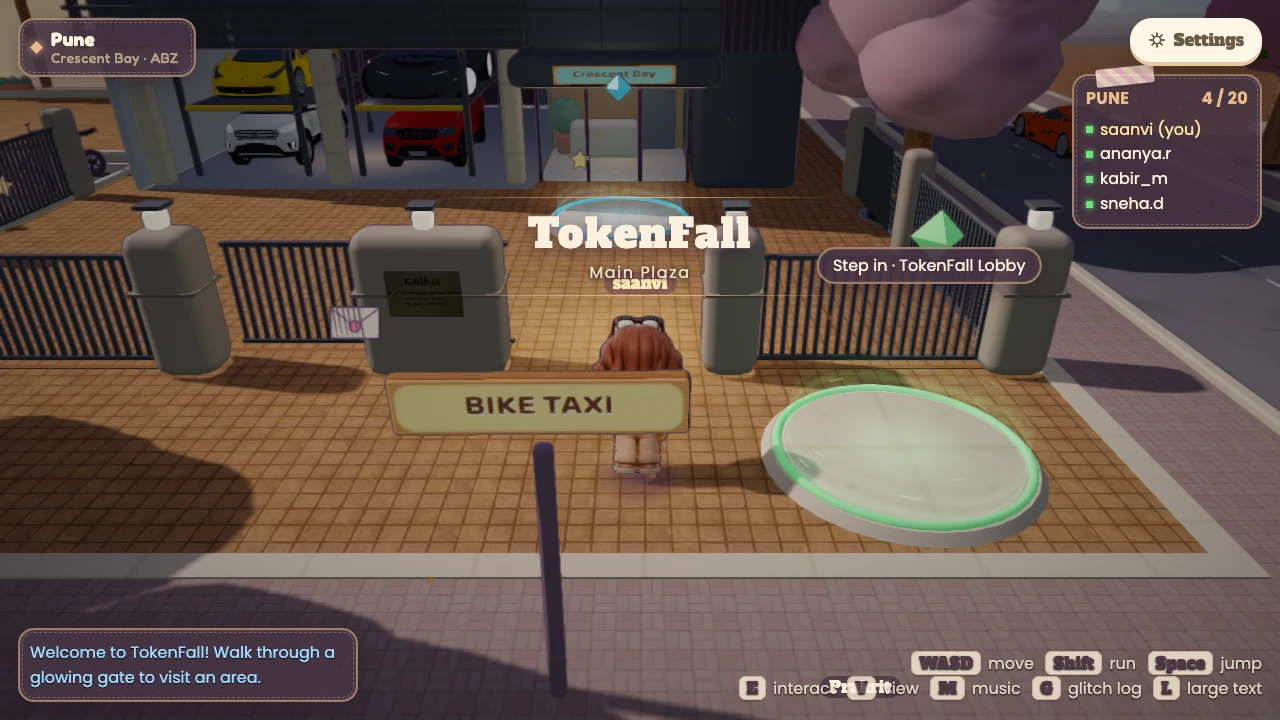 Pune
Crescent Bay · ABZ
Settings
PUNE 4 / 20
saanvi (you)
ananya.r
kabir_m
sneha.d
Crescent Bay
TokenFall
Main Plaza
saanvi
Step in · TokenFall Lobby
BIKE TAXI
Welcome to TokenFall! Walk through a
glowing gate to visit an area.
WASD move Shift run Space jump
E interact V view M music G glitch log L large text